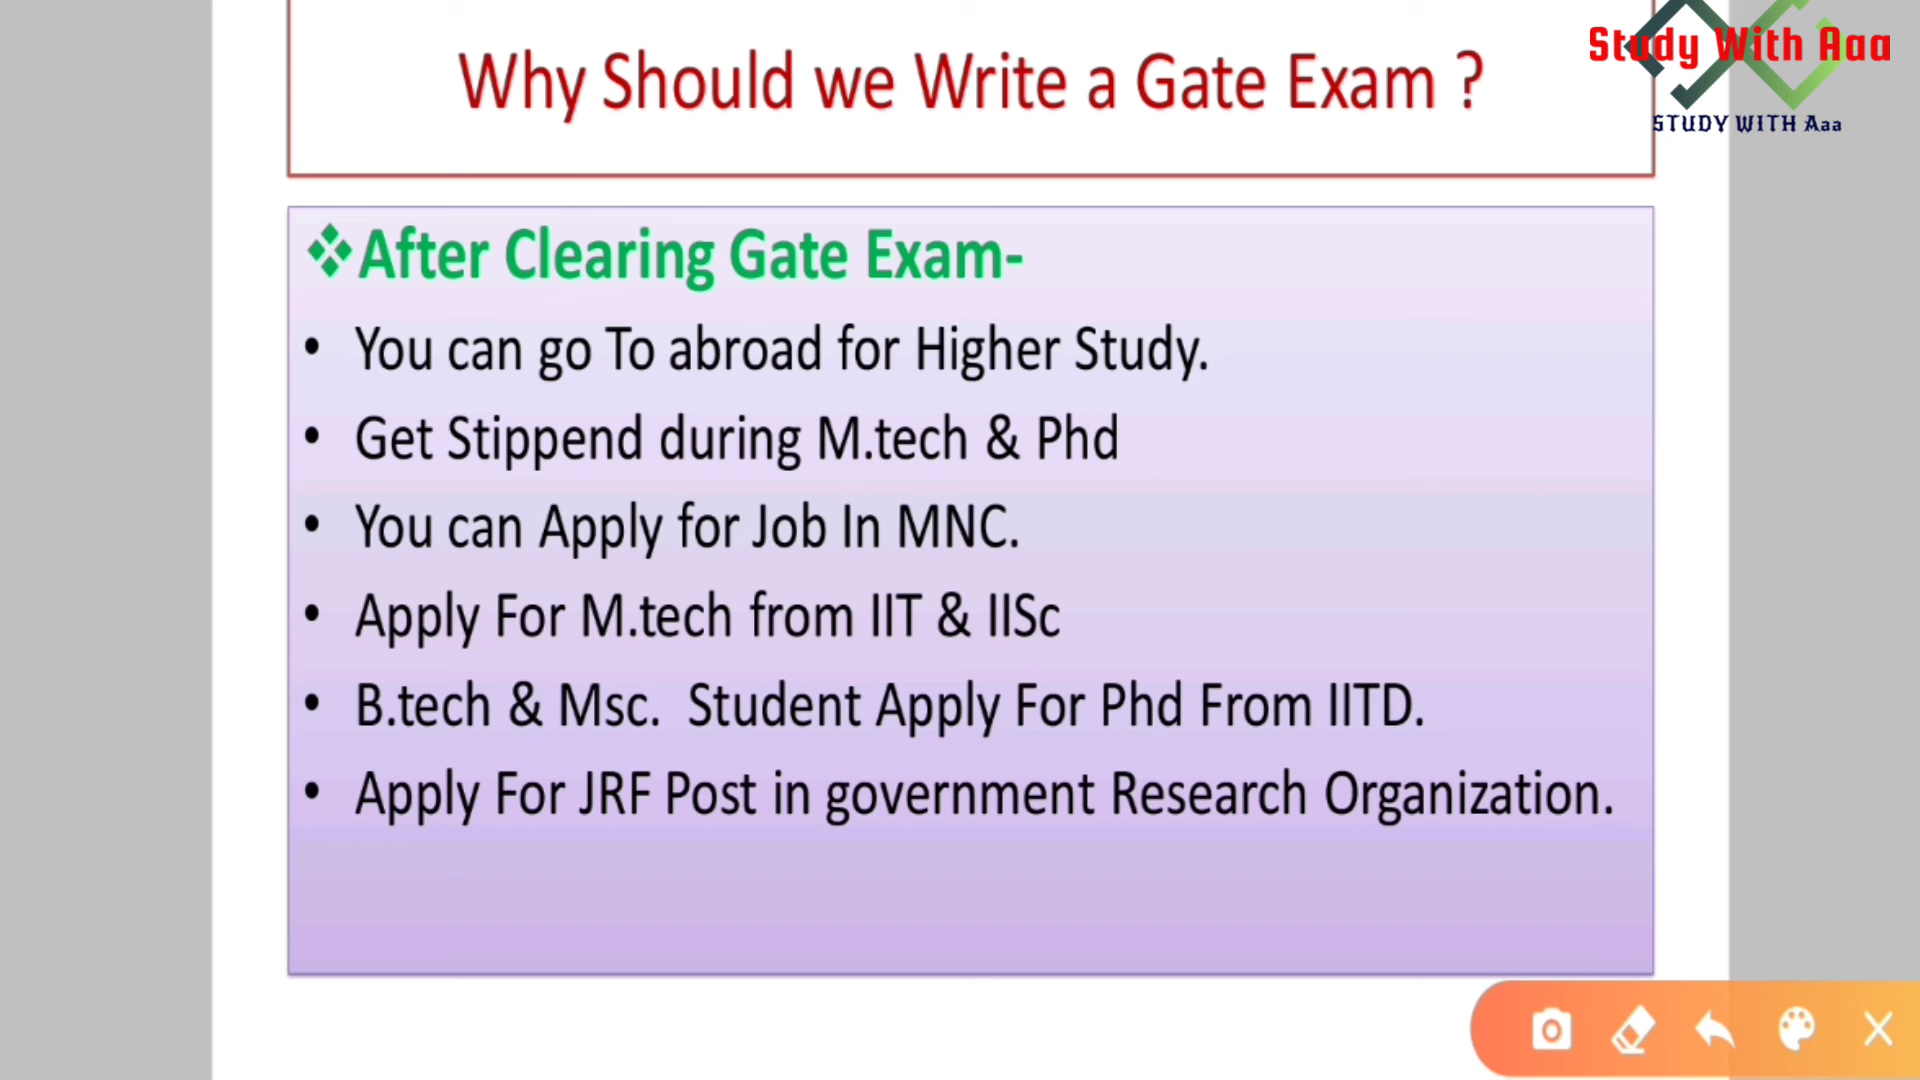 Why Should we Write a Gate Exam ?
Study With Aaa
STUDY WITH Aaa
❖After Clearing Gate Exam-
• You can go To abroad for Higher Study.
• Get Stippend during M.tech & Phd
• You can Apply for Job In MNC.
• Apply For M.tech from IIT & IISc
• B.tech & Msc. Student Apply For Phd From IITD.
• Apply For JRF Post in government Research Organization.